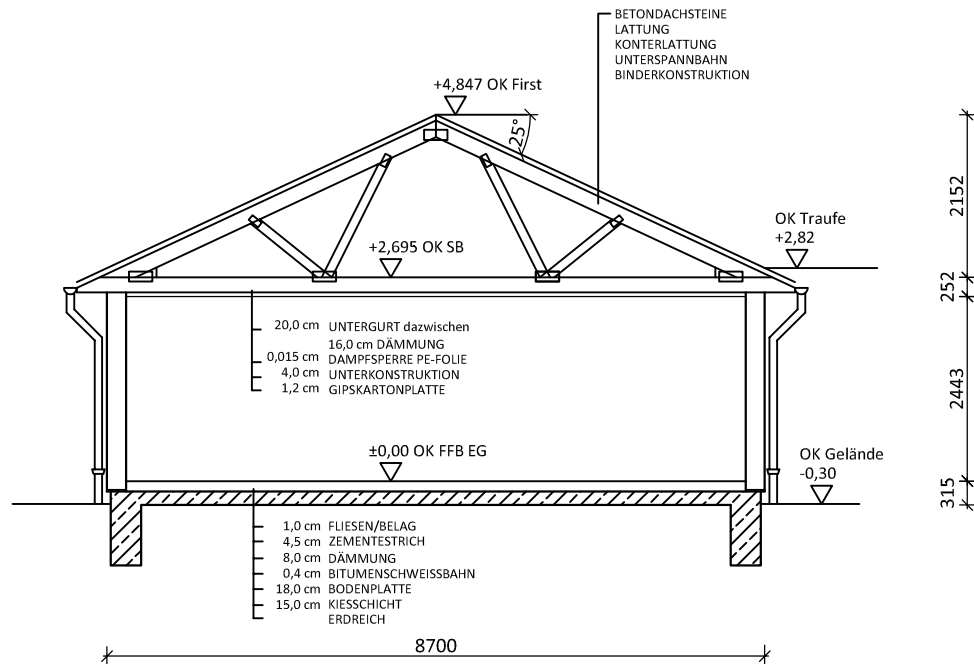 BETONDACHSTEINE
LATTUNG
KONTERLATTUNG
UNTERSPANNBAHN
BINDERKONSTRUKTION
+4,847 OK First
25°
2152
OK Traufe
+2,82
+2,695 OK SB
252
20,0 cm UNTERGURT dazwischen
16,0 cm DÄMMUNG
0,015 cm DAMPFSPERRE PE-FOLIE
4,0 cm UNTERKONSTRUKTION
1,2 cm GIPSKARTONPLATTE
2443
±0,00 OK FFB EG
OK Gelände
-0,30
315
1,0 cm FLIESEN/BELAG
4,5 cm ZEMENTESTRICH
8,0 cm DÄMMUNG
0,4 cm BITUMENSCHWEISSBAHN
18,0 cm BODENPLATTE
15,0 cm KIESSCHICHT
ERDREICH
8700